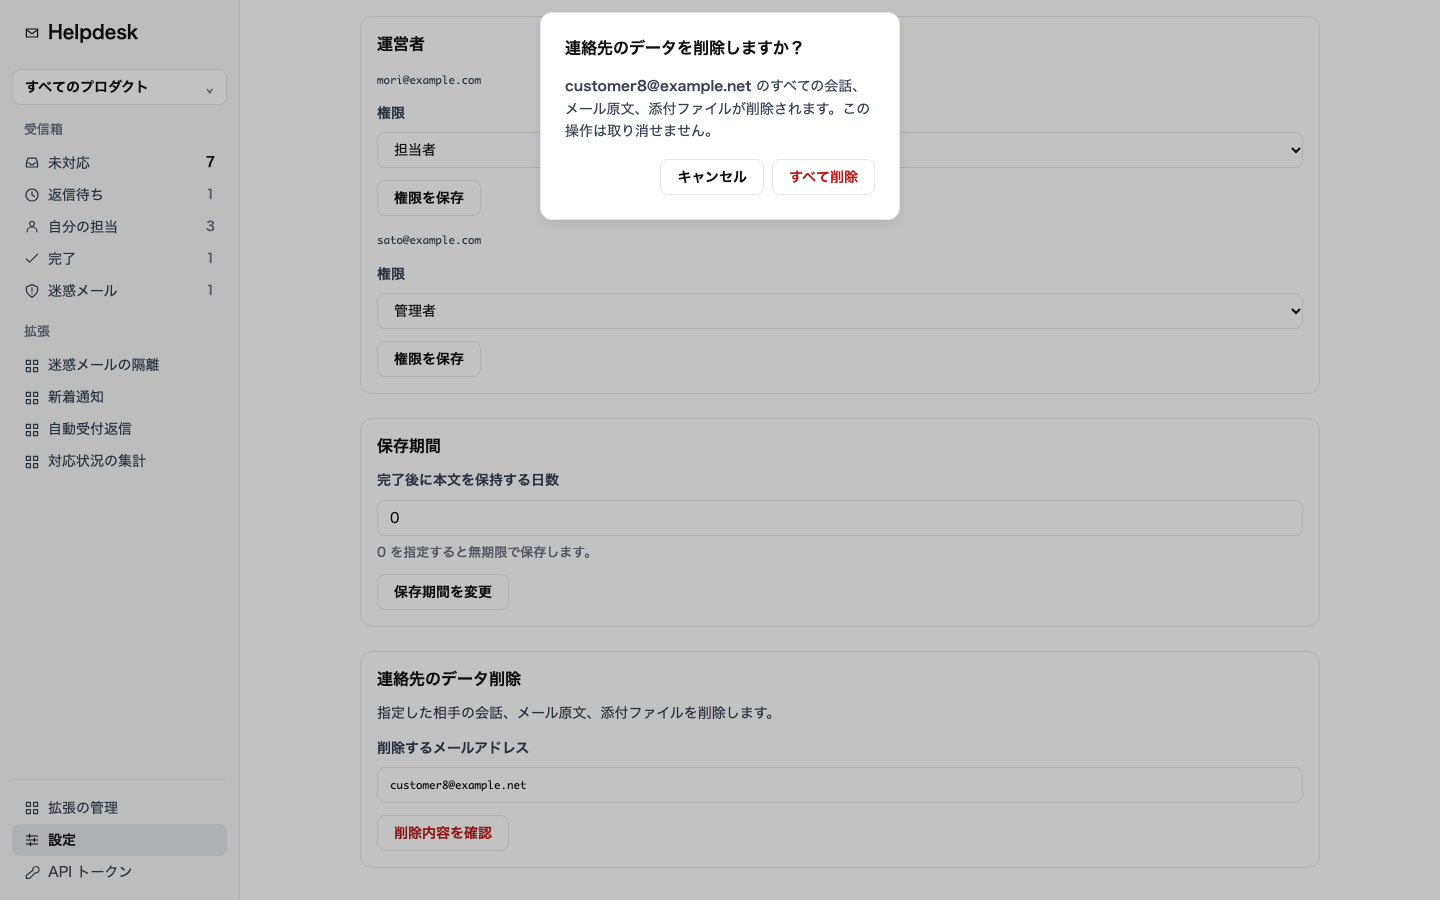 Helpdesk
すべてのプロダクト
受信箱
未対応 7
返信待ち 1
自分の担当 3
完了 1
迷惑メール 1
拡張
迷惑メールの隔離
新着通知
自動受付返信
対応状況の集計
拡張の管理
設定
API トークン
運営者
mori@example.com
権限
担当者
権限を保存
sato@example.com
権限
管理者
権限を保存
保存期間
完了後に本文を保持する日数
0
0 を指定すると無期限で保存します。
保存期間を変更
連絡先のデータ削除
指定した相手の会話、メール原文、添付ファイルを削除します。
削除するメールアドレス
customer8@example.net
削除内容を確認
連絡先のデータを削除しますか？
customer8@example.net のすべての会話、
メール原文、添付ファイルが削除されます。この
操作は取り消せません。
キャンセル すべて削除